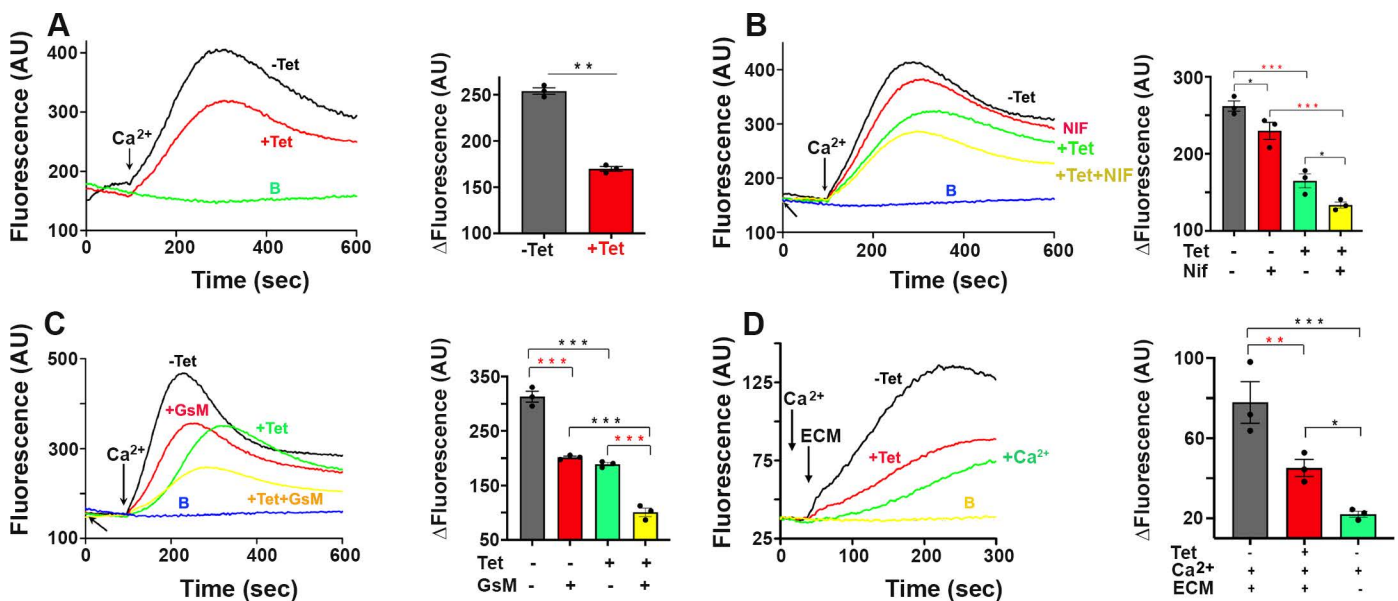 A
Fluorescence (AU)
400
300
200
100
0
200
400
600
Time (sec)
Ca2+
-Tet
+Tet
B
ΔFluorescence (AU)
250
200
150
100
* *
-Tet
+Tet
B
Fluorescence (AU)
400
300
200
100
0
200
400
600
Time (sec)
Ca2+
-Tet
NIF
+Tet
+Tet+NIF
B
ΔFluorescence (AU)
300
200
100
* * *
*
* * *
*
Tet - - + +
Nif - + - +
C
Fluorescence (AU)
500
300
100
0
200
400
600
Time (sec)
Ca2+
-Tet
+GsM
+Tet
+Tet+GsM
B
ΔFluorescence (AU)
350
250
200
100
50
* * *
* * *
* * *
* * *
Tet - - + +
GsM - + - +
D
Fluorescence (AU)
125
75
25
0
100
200
300
Time (sec)
Ca2+
ECM
-Tet
+Tet
+Ca2+
B
ΔFluorescence (AU)
100
60
20
* * *
* *
*
Tet - + -
Ca2+ + + +
ECM + + -